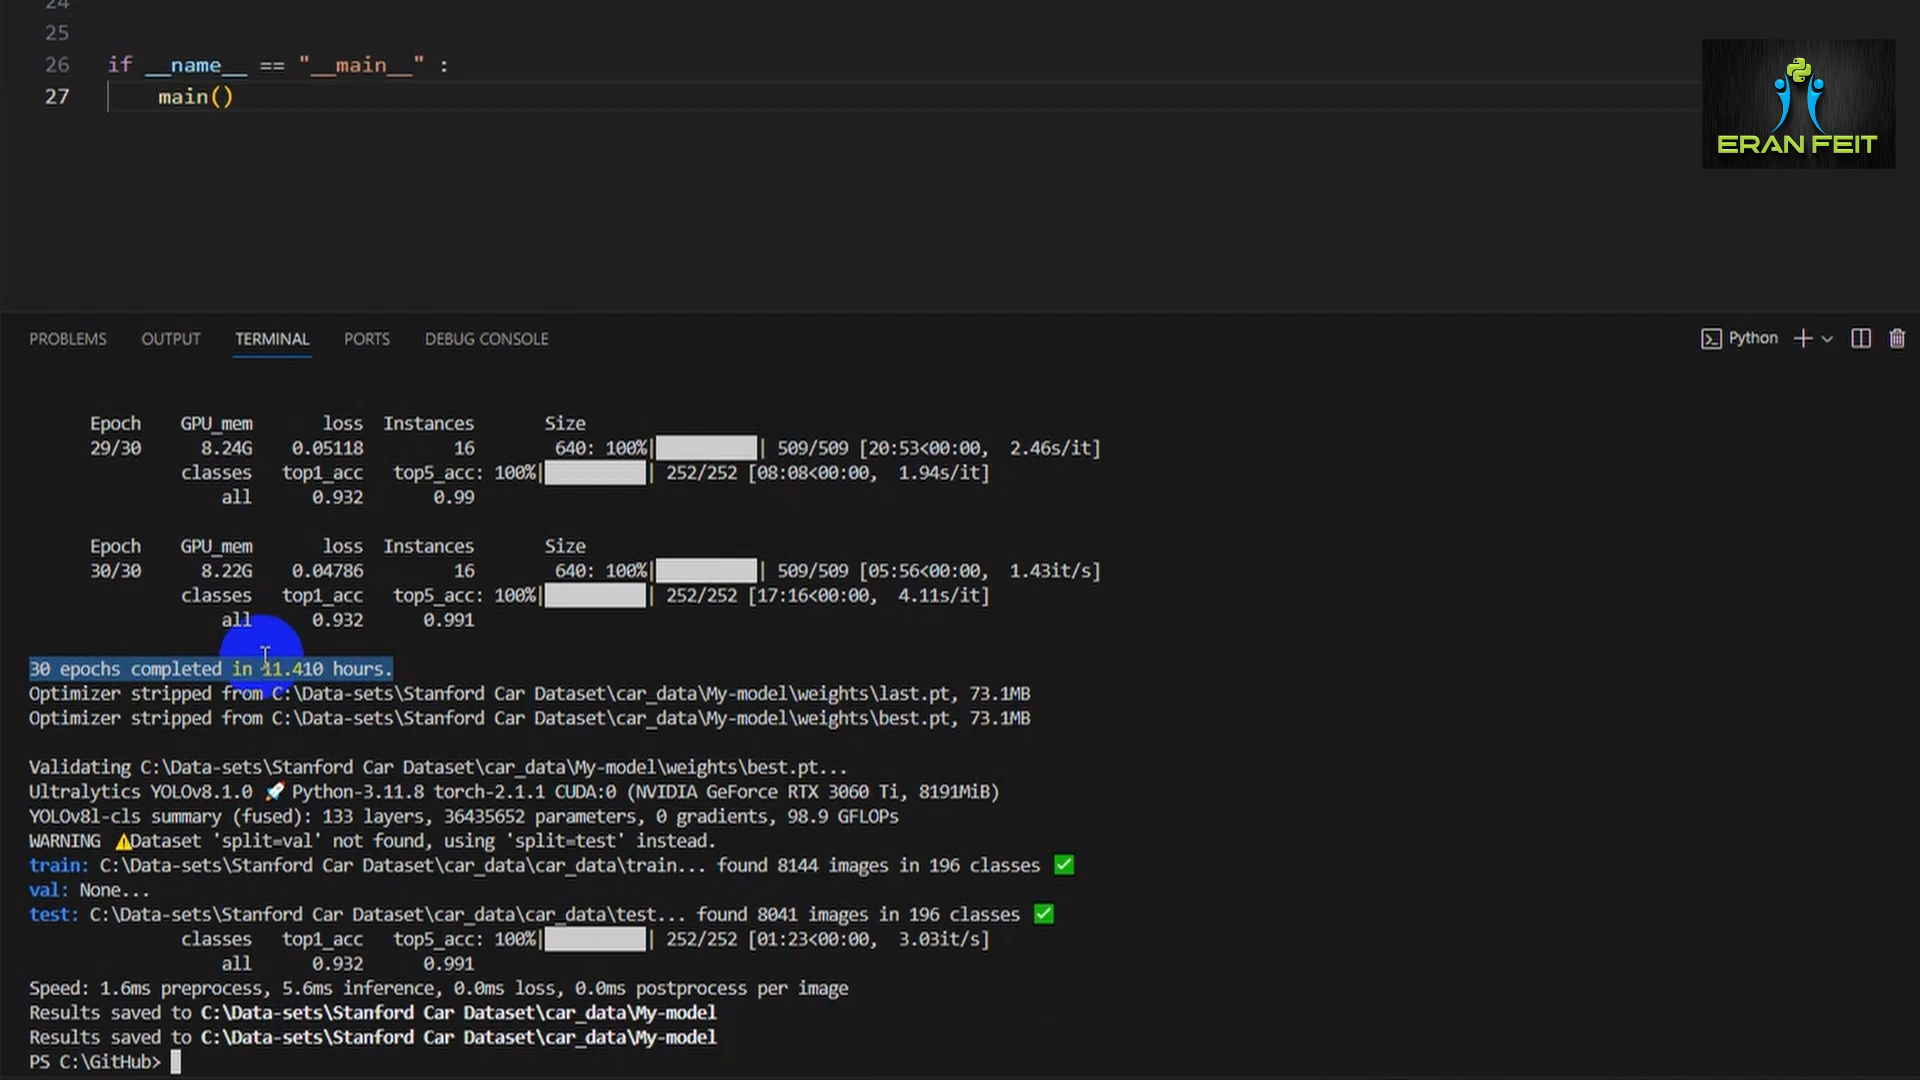 24
25
26 if __name__ == "__main__" :
27 main()
ERAN FEIT
PROBLEMS OUTPUT TERMINAL PORTS DEBUG CONSOLE Python
Epoch GPU_mem loss Instances Size
29/30 8.24G 0.05118 16 640: 100%| | 509/509 [20:53<00:00, 2.46s/it]
classes top1_acc top5_acc: 100%| | 252/252 [08:08<00:00, 1.94s/it]
all 0.932 0.99
Epoch GPU_mem loss Instances Size
30/30 8.22G 0.04786 16 640: 100%| | 509/509 [05:56<00:00, 1.43it/s]
classes top1_acc top5_acc: 100%| | 252/252 [17:16<00:00, 4.11s/it]
all 0.932 0.991
30 epochs completed in 11.410 hours.
Optimizer stripped from C:\Data-sets\Stanford Car Dataset\car_data\My-model\weights\last.pt, 73.1MB
Optimizer stripped from C:\Data-sets\Stanford Car Dataset\car_data\My-model\weights\best.pt, 73.1MB
Validating C:\Data-sets\Stanford Car Dataset\car_data\My-model\weights\best.pt...
Ultralytics YOLOv8.1.0 🚀 Python-3.11.8 torch-2.1.1 CUDA:0 (NVIDIA GeForce RTX 3060 Ti, 8191MiB)
YOLOv8l-cls summary (fused): 133 layers, 36435652 parameters, 0 gradients, 98.9 GFLOPs
WARNING ⚠️Dataset 'split=val' not found, using 'split=test' instead.
train: C:\Data-sets\Stanford Car Dataset\car_data\car_data\train... found 8144 images in 196 classes ✅
val: None...
test: C:\Data-sets\Stanford Car Dataset\car_data\car_data\test... found 8041 images in 196 classes ✅
classes top1_acc top5_acc: 100%| | 252/252 [01:23<00:00, 3.03it/s]
all 0.932 0.991
Speed: 1.6ms preprocess, 5.6ms inference, 0.0ms loss, 0.0ms postprocess per image
Results saved to C:\Data-sets\Stanford Car Dataset\car_data\My-model
Results saved to C:\Data-sets\Stanford Car Dataset\car_data\My-model
PS C:\GitHub>